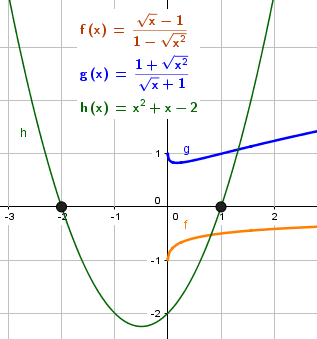 f(x) = (√x − 1)/(1 − √x²)
g(x) = (1 + √x²)/(√x + 1)
h(x) = x² + x − 2
h
g
1
0
-3 -2 -1 0 1 2
f
-1
-2